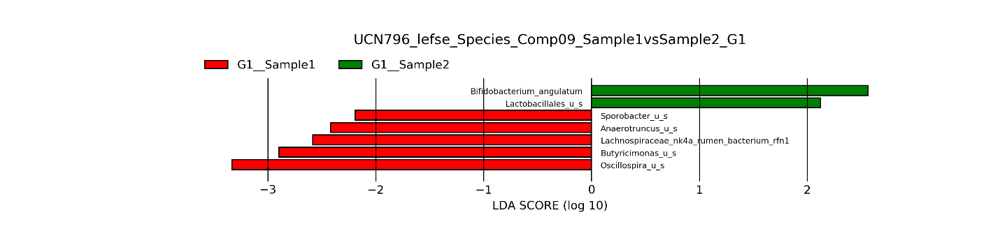 UCN796_lefse_Species_Comp09_Sample1vsSample2_G1
G1__Sample1 G1__Sample2
Bifidobacterium_angulatum
Lactobacillales_u_s
Sporobacter_u_s
Anaerotruncus_u_s
Lachnospiraceae_nk4a_rumen_bacterium_rfn1
Butyricimonas_u_s
Oscillospira_u_s
−3 −2 −1 0 1 2
LDA SCORE (log 10)